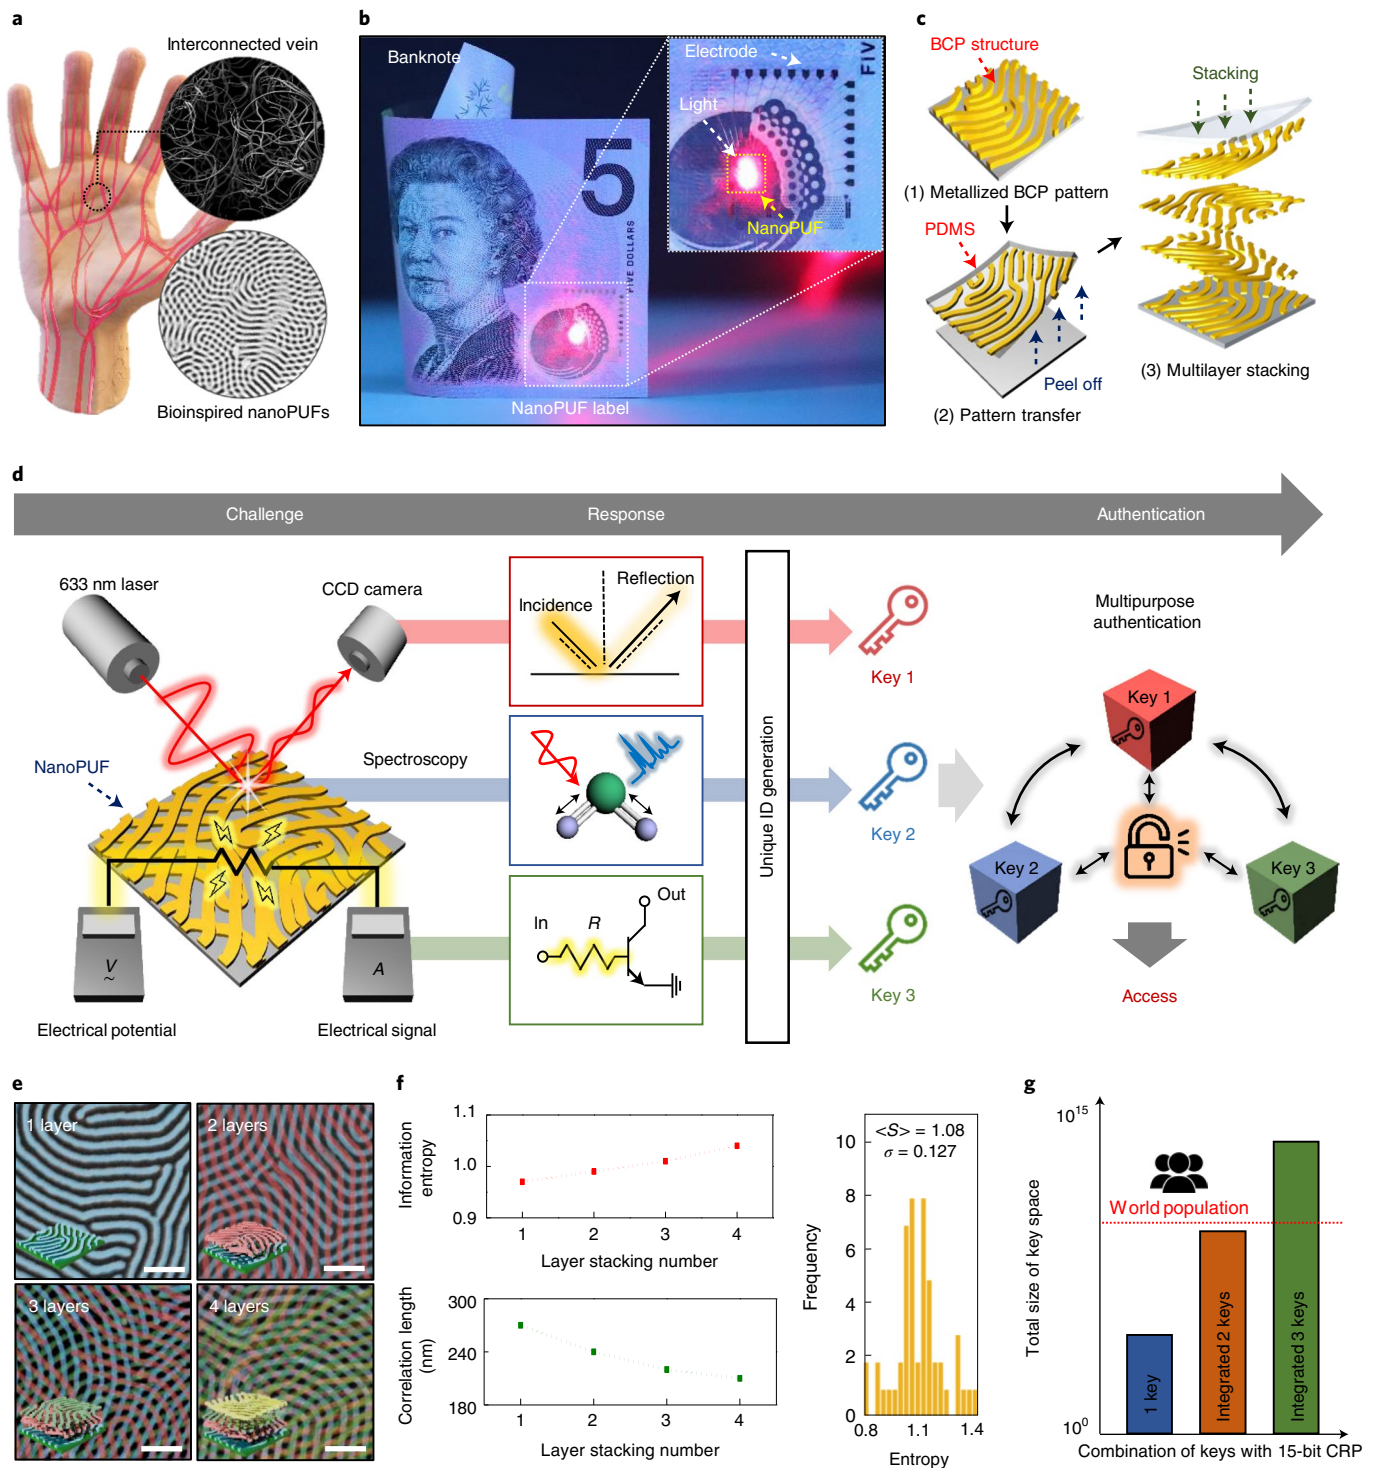 a
Interconnected vein
Bioinspired nanoPUFs
b
Banknote
5
FIVE DOLLARS
Electrode
FIV
Light
NanoPUF
NanoPUF label
c
BCP structure
(1) Metallized BCP pattern
PDMS
Peel off
(2) Pattern transfer
Stacking
(3) Multilayer stacking
d
Challenge
Response
Authentication
633 nm laser
CCD camera
NanoPUF
Spectroscopy
V
~
A
Electrical potential
Electrical signal
Incidence
Reflection
In
R
Out
Unique ID generation
Key 1
Key 2
Key 3
Multipurpose
authentication
Key 1
Key 2
Key 3
Access
e
1 layer
2 layers
3 layers
4 layers
f
Information
entropy
1.1
1.0
0.9
1 2 3 4
Layer stacking number
Correlation length
(nm)
300
240
180
1 2 3 4
Layer stacking number
Frequency
10
8
6
4
2
0
<S> = 1.08
σ = 0.127
0.8 1.1 1.4
Entropy
g
Total size of key space
10¹⁵
10⁰
World population
1 key
Integrated 2 keys
Integrated 3 keys
Combination of keys with 15-bit CRP